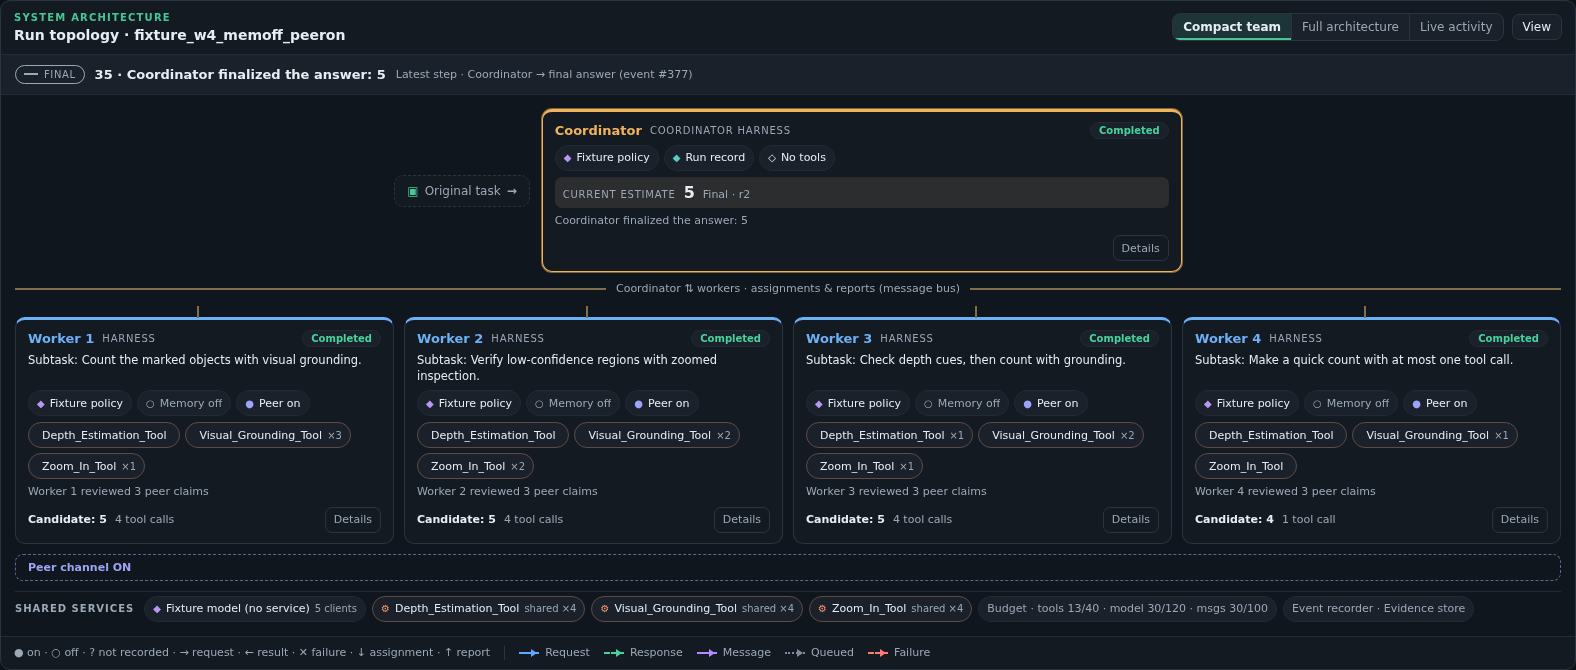 SYSTEM ARCHITECTURE
Run topology · fixture_w4_memoff_peeron
Compact team Full architecture Live activity View
FINAL 35 · Coordinator finalized the answer: 5 Latest step · Coordinator → final answer (event #377)
Coordinator COORDINATOR HARNESS Completed
◆ Fixture policy ◆ Run record ◇ No tools
Original task →
CURRENT ESTIMATE 5 Final · r2
Coordinator finalized the answer: 5
Details
Coordinator ⇅ workers · assignments & reports (message bus)
Worker 1 HARNESS Completed
Subtask: Count the marked objects with visual grounding.
◆ Fixture policy ○ Memory off ● Peer on
Depth_Estimation_Tool Visual_Grounding_Tool ×3
Zoom_In_Tool ×1
Worker 1 reviewed 3 peer claims
Candidate: 5 4 tool calls Details
Worker 2 HARNESS Completed
Subtask: Verify low-confidence regions with zoomed
inspection.
◆ Fixture policy ○ Memory off ● Peer on
Depth_Estimation_Tool Visual_Grounding_Tool ×2
Zoom_In_Tool ×2
Worker 2 reviewed 3 peer claims
Candidate: 5 4 tool calls Details
Worker 3 HARNESS Completed
Subtask: Check depth cues, then count with grounding.
◆ Fixture policy ○ Memory off ● Peer on
Depth_Estimation_Tool ×1 Visual_Grounding_Tool ×2
Zoom_In_Tool ×1
Worker 3 reviewed 3 peer claims
Candidate: 5 4 tool calls Details
Worker 4 HARNESS Completed
Subtask: Make a quick count with at most one tool call.
◆ Fixture policy ○ Memory off ● Peer on
Depth_Estimation_Tool Visual_Grounding_Tool ×1
Zoom_In_Tool
Worker 4 reviewed 3 peer claims
Candidate: 4 1 tool call Details
Peer channel ON
SHARED SERVICES ◆ Fixture model (no service) 5 clients Depth_Estimation_Tool shared ×4 Visual_Grounding_Tool shared ×4 Zoom_In_Tool shared ×4 Budget · tools 13/40 · model 30/120 · msgs 30/100 Event recorder · Evidence store
● on · ○ off · ? not recorded · → request · ← result · ✕ failure · ↓ assignment · ↑ report Request Response Message Queued Failure